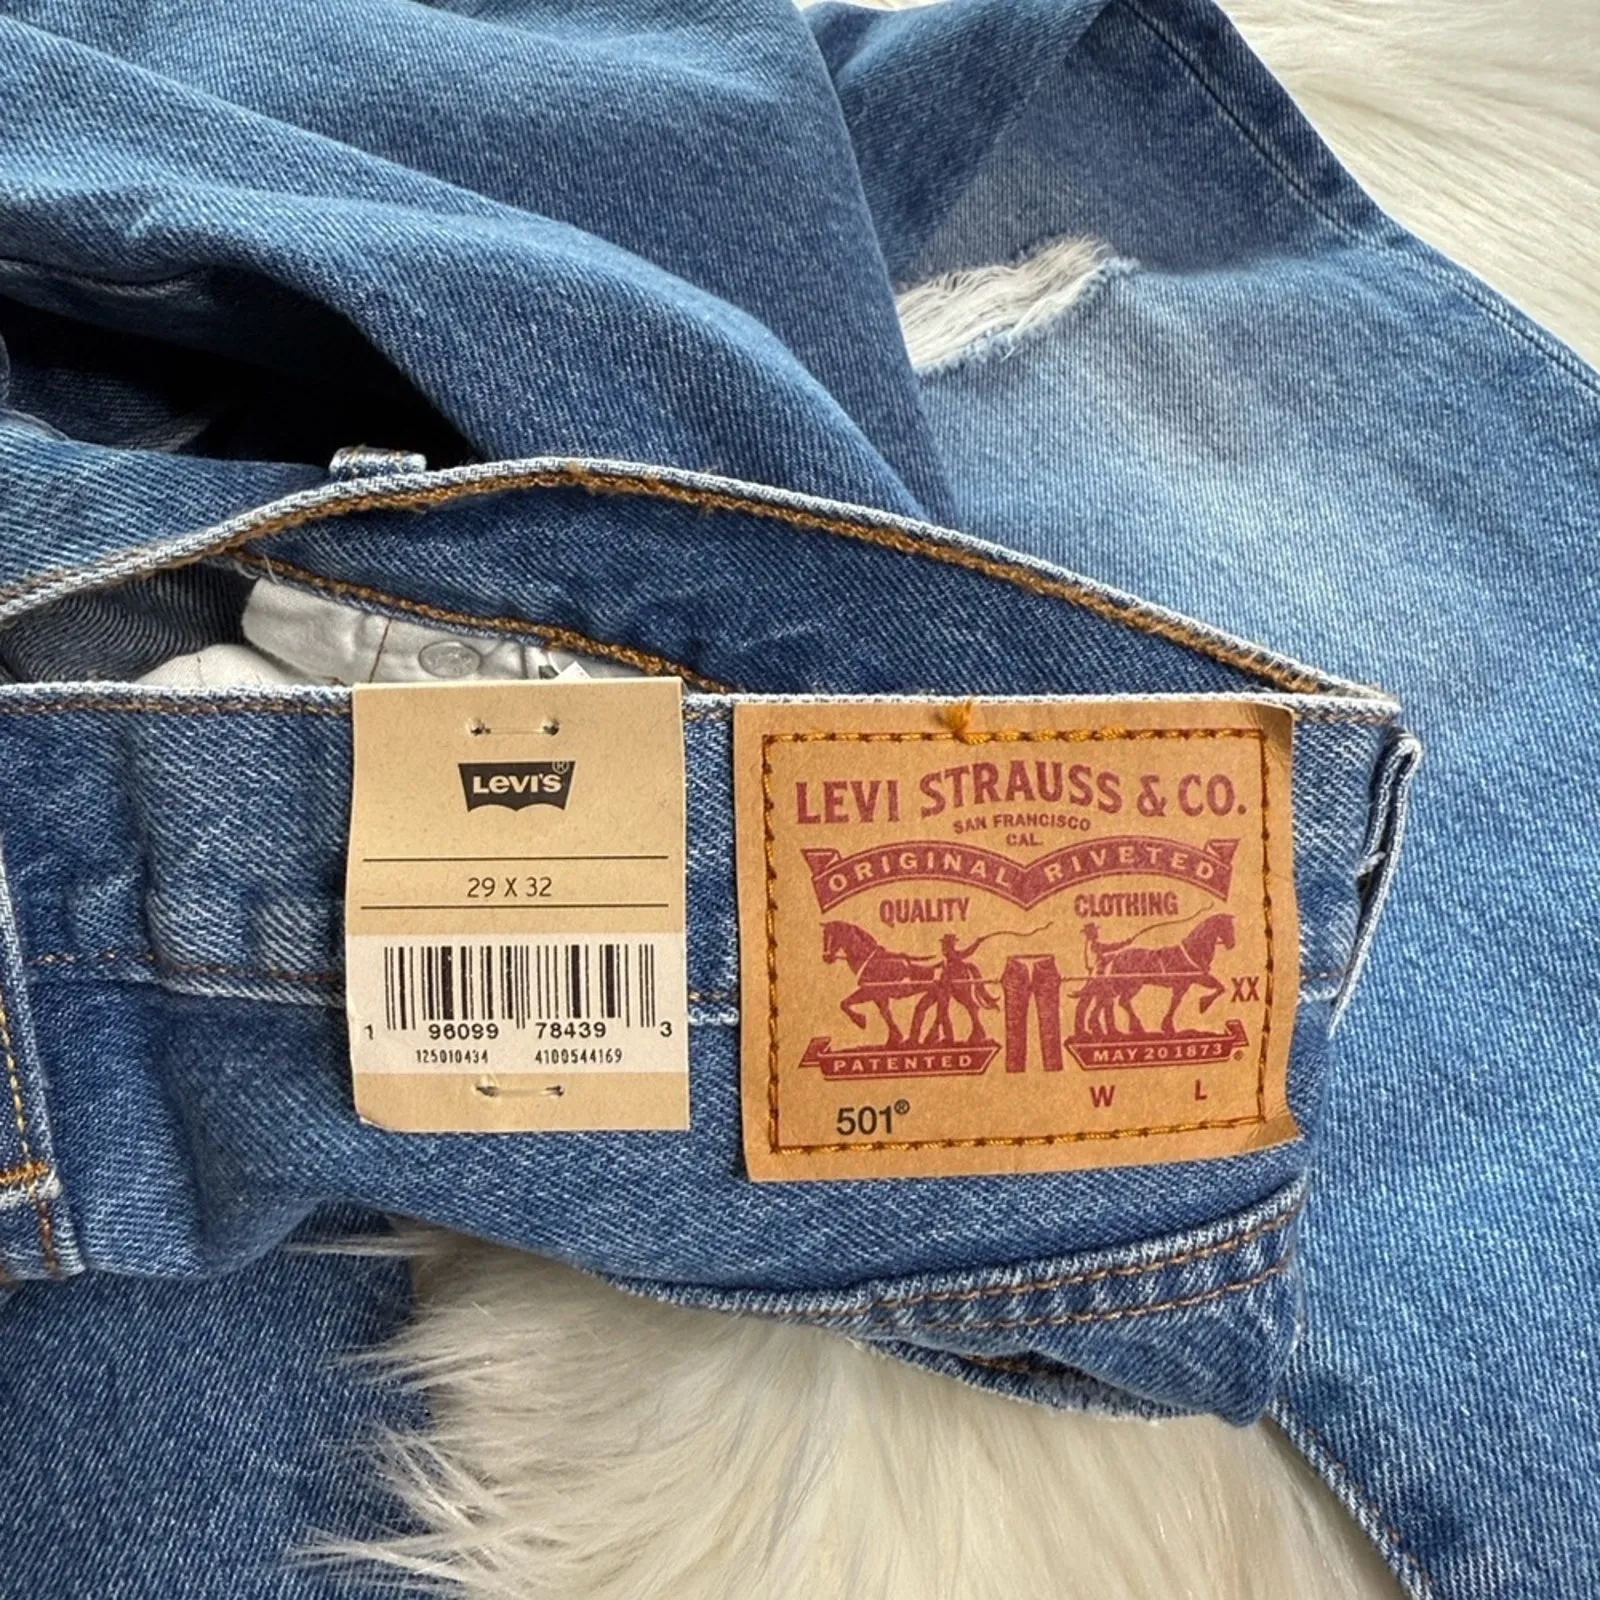 LEVI'S®
29 X 32
1 96099 78439 3
125010434 4100544169
LEVI STRAUSS & CO.
SAN FRANCISCO
CAL.
ORIGINAL RIVETED
QUALITY CLOTHING
XX
PATENTED MAY 20 1873 ®
W L
501®